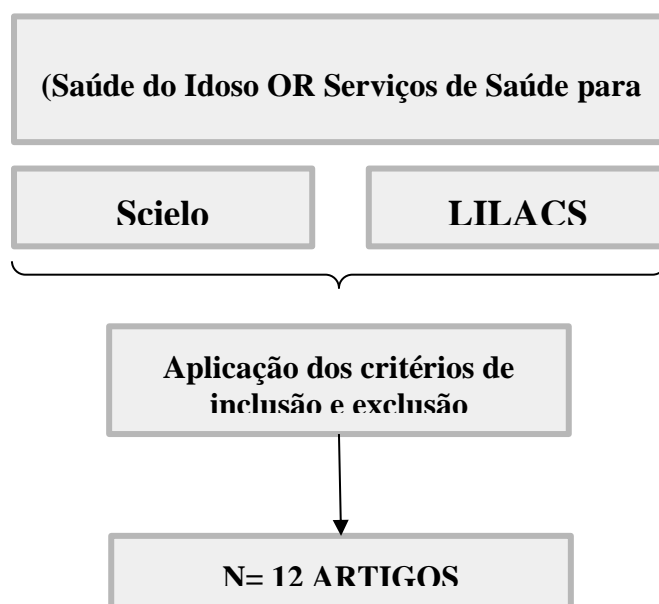 (Saúde do Idoso OR Serviços de Saúde para
Scielo
LILACS
Aplicação dos critérios de
inclusão e exclusão
N= 12 ARTIGOS